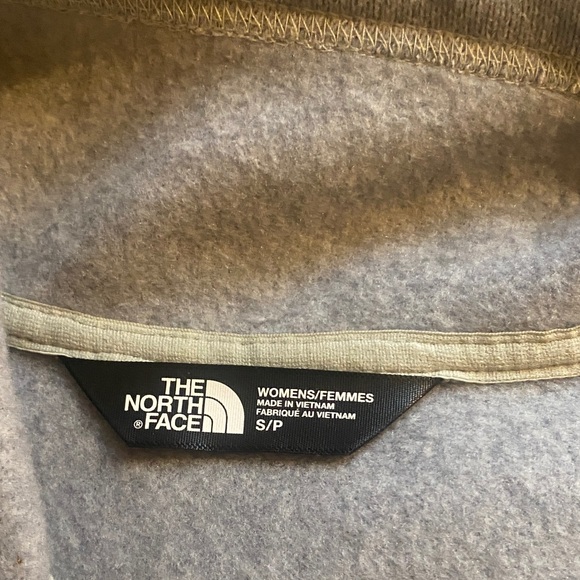 THE
NORTH
FACE®
WOMENS/FEMMES
MADE IN VIETNAM
FABRIQUÉ AU VIETNAM
S/P